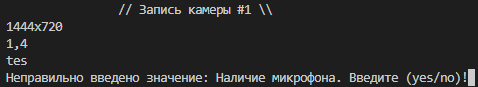 // Запись камеры #1 \\
1444x720
1,4
tes
Неправильно введено значение: Наличие микрофона. Введите (yes/no)!